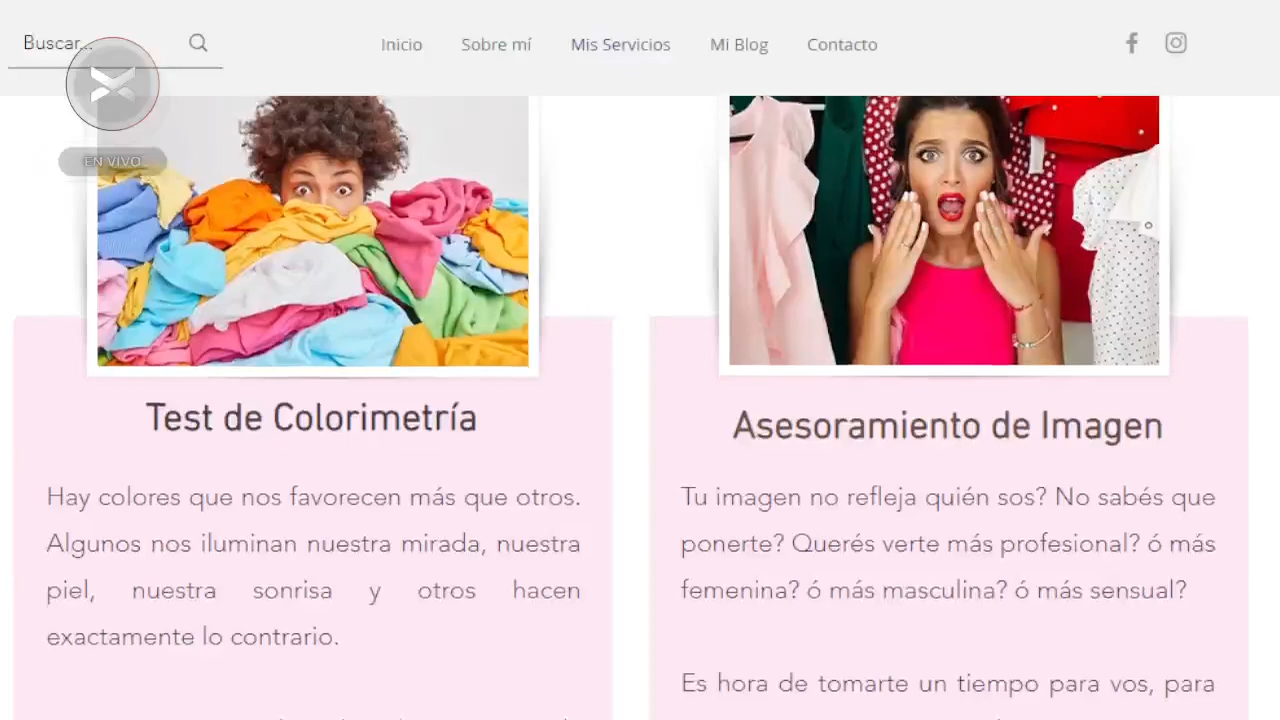 Buscar...
Inicio
Sobre mí
Mis Servicios
Mi Blog
Contacto
EN VIVO
Test de Colorimetría
Hay colores que nos favorecen más que otros.
Algunos nos iluminan nuestra mirada, nuestra
piel, nuestra sonrisa y otros hacen
exactamente lo contrario.
Asesoramiento de Imagen
Tu imagen no refleja quién sos? No sabés que
ponerte? Querés verte más profesional? ó más
femenina? ó más masculina? ó más sensual?
Es hora de tomarte un tiempo para vos, para